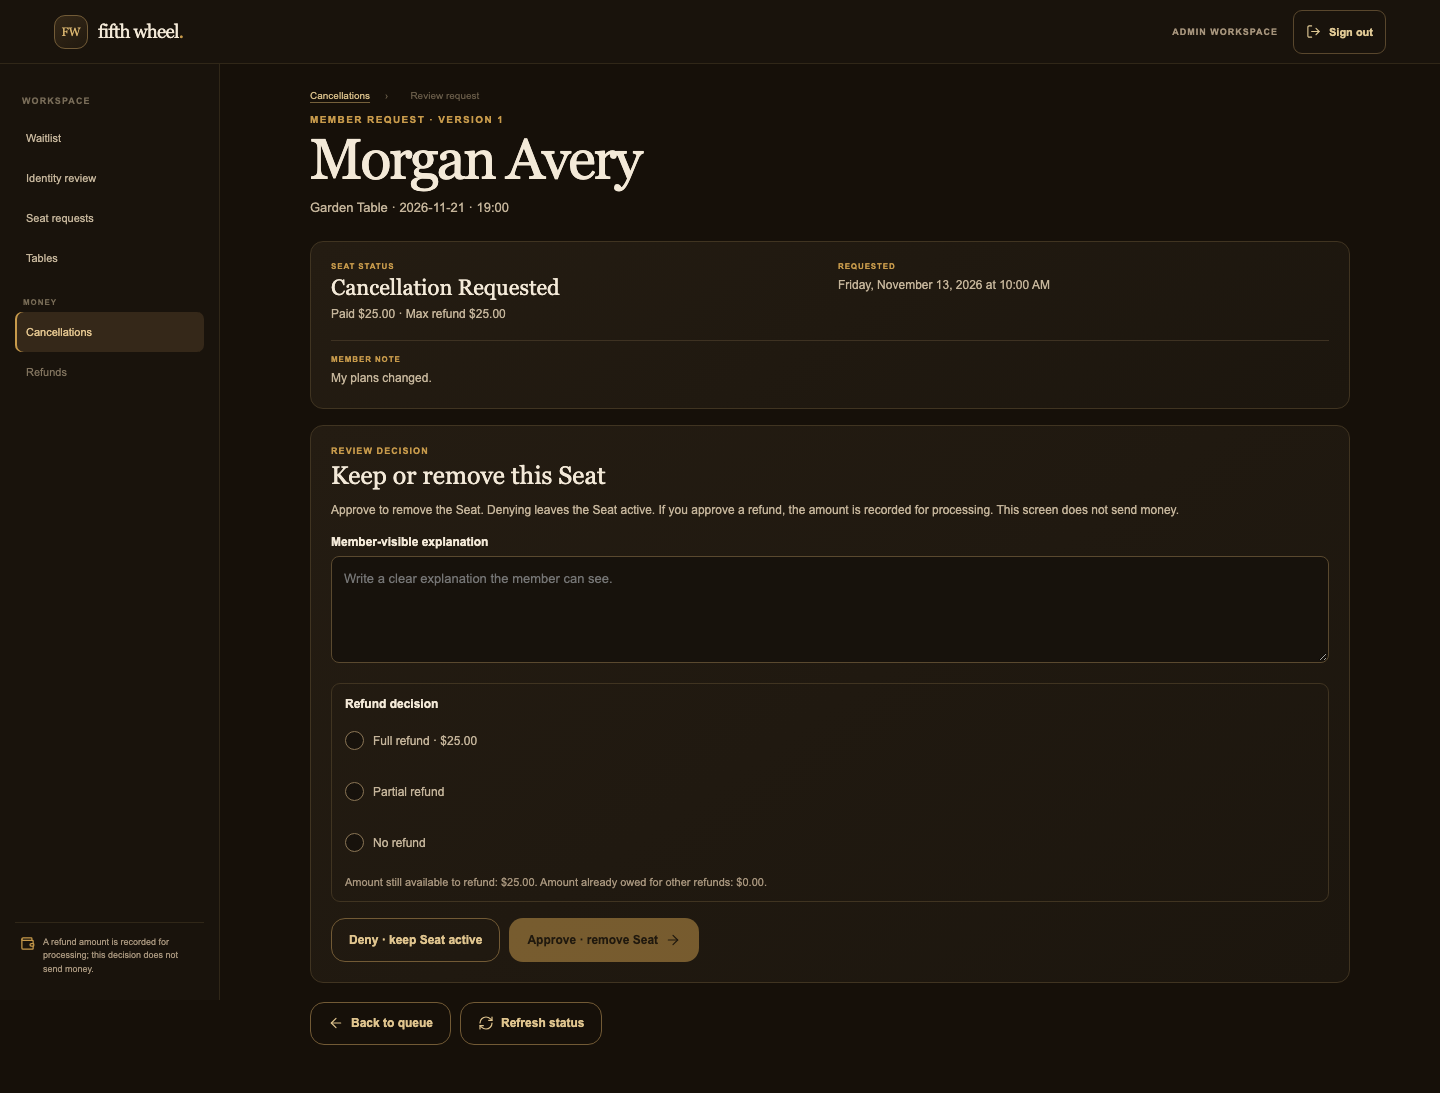 FW fifth wheel.
ADMIN WORKSPACE
Sign out
WORKSPACE
Waitlist
Identity review
Seat requests
Tables
MONEY
Cancellations
Refunds
A refund amount is recorded for
processing; this decision does not
send money.
Cancellations › Review request
MEMBER REQUEST · VERSION 1
Morgan Avery
Garden Table · 2026-11-21 · 19:00
SEAT STATUS
Cancellation Requested
Paid $25.00 · Max refund $25.00
REQUESTED
Friday, November 13, 2026 at 10:00 AM
MEMBER NOTE
My plans changed.
REVIEW DECISION
Keep or remove this Seat
Approve to remove the Seat. Denying leaves the Seat active. If you approve a refund, the amount is recorded for processing. This screen does not send money.
Member-visible explanation
Write a clear explanation the member can see.
Refund decision
Full refund · $25.00
Partial refund
No refund
Amount still available to refund: $25.00. Amount already owed for other refunds: $0.00.
Deny · keep Seat active
Approve · remove Seat
Back to queue
Refresh status